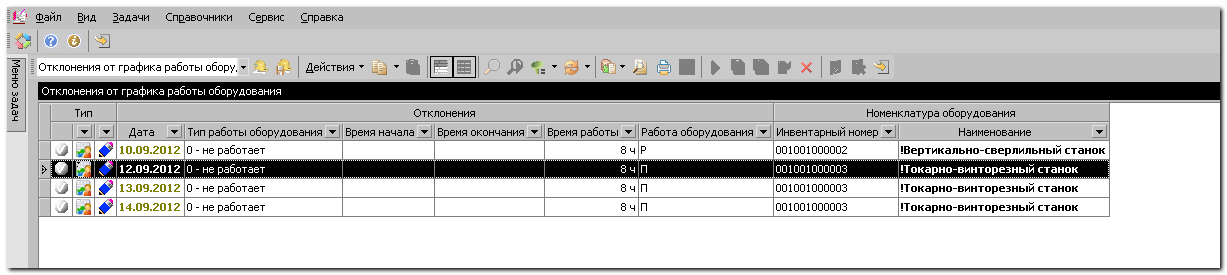 Файл Вид Задачи Справочники Сервис Справка
Меню задач
Отклонения от графика работы обору, Действия
Отклонения от графика работы оборудования
Тип Отклонения Номенклатура оборудования
Дата Тип работы оборудования Время начала Время окончания Время работы Работа оборудования Инвентарный номер Наименование
10.09.2012 0 - не работает 8 ч Р 001001000002 !Вертикально-сверлильный станок
12.09.2012 0 - не работает 8 ч П 001001000003 !Токарно-винторезный станок
13.09.2012 0 - не работает 8 ч П 001001000003 !Токарно-винторезный станок
14.09.2012 0 - не работает 8 ч П 001001000003 !Токарно-винторезный станок